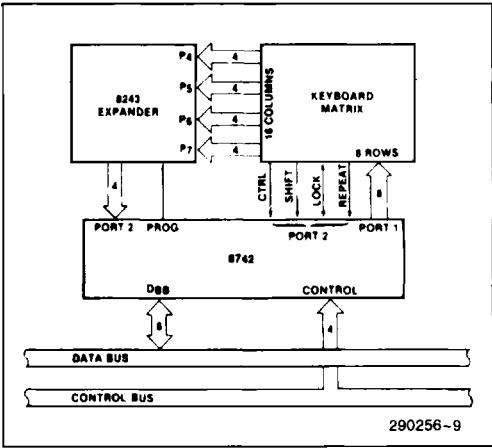 8243
EXPANDER
P4
P5
P6
P7
4
4
4
4
16 COLUMNS
KEYBOARD
MATRIX
8 ROWS
4
CTRL
SHIFT
LOCK
REPEAT
8
PORT 2
PROG
PORT 2
PORT 1
8742
DBB
CONTROL
8
4
DATA BUS
CONTROL BUS
290256–9